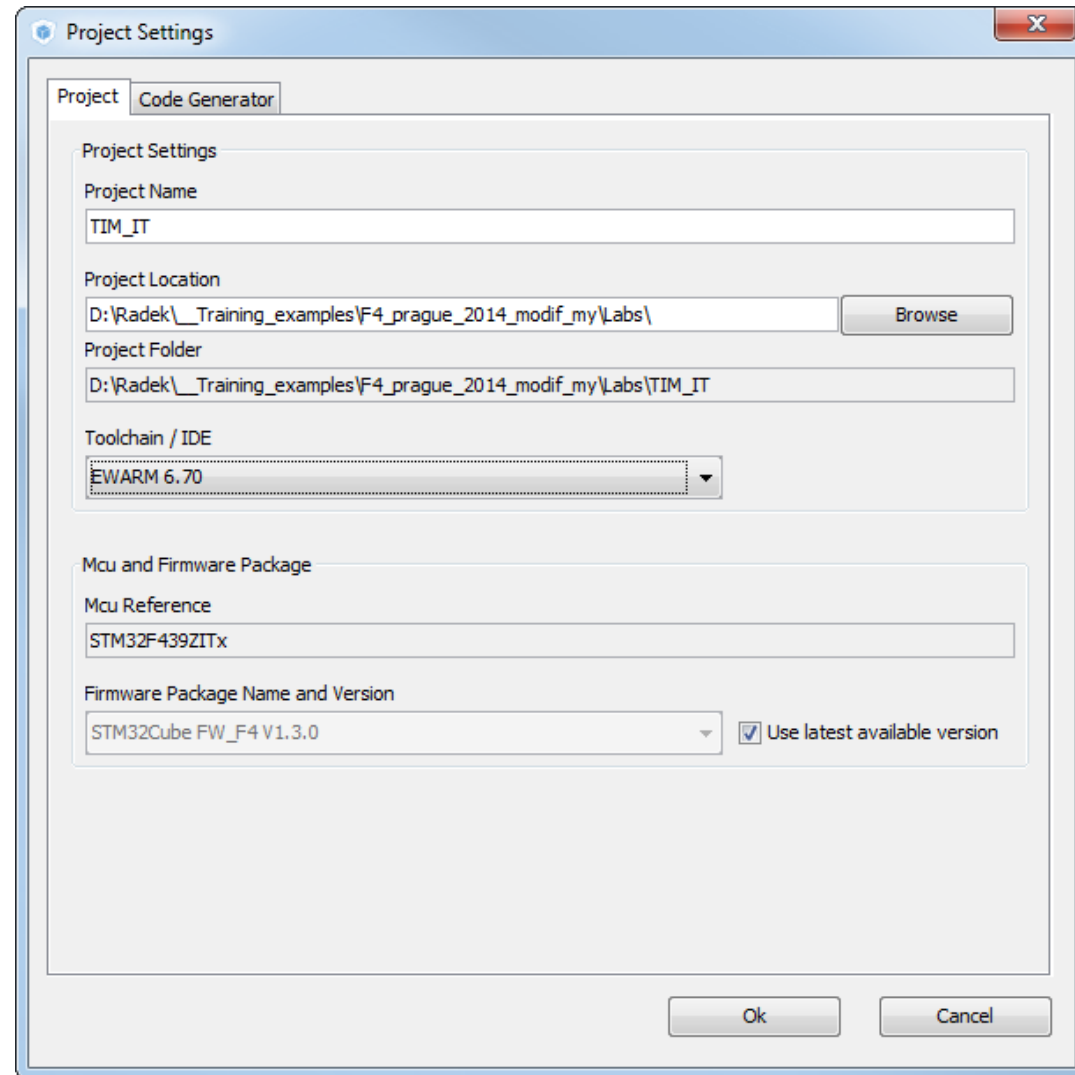 Project Settings
Project
Code Generator
Project Settings
Project Name
TIM_IT
Project Location
D:\Radek\__Training_examples\F4_prague_2014_modif_my\Labs\
Browse
Project Folder
D:\Radek\__Training_examples\F4_prague_2014_modif_my\Labs\TIM_IT
Toolchain / IDE
EWARM 6.70
Mcu and Firmware Package
Mcu Reference
STM32F439ZITx
Firmware Package Name and Version
STM32Cube FW_F4 V1.3.0
Use latest available version
Ok
Cancel